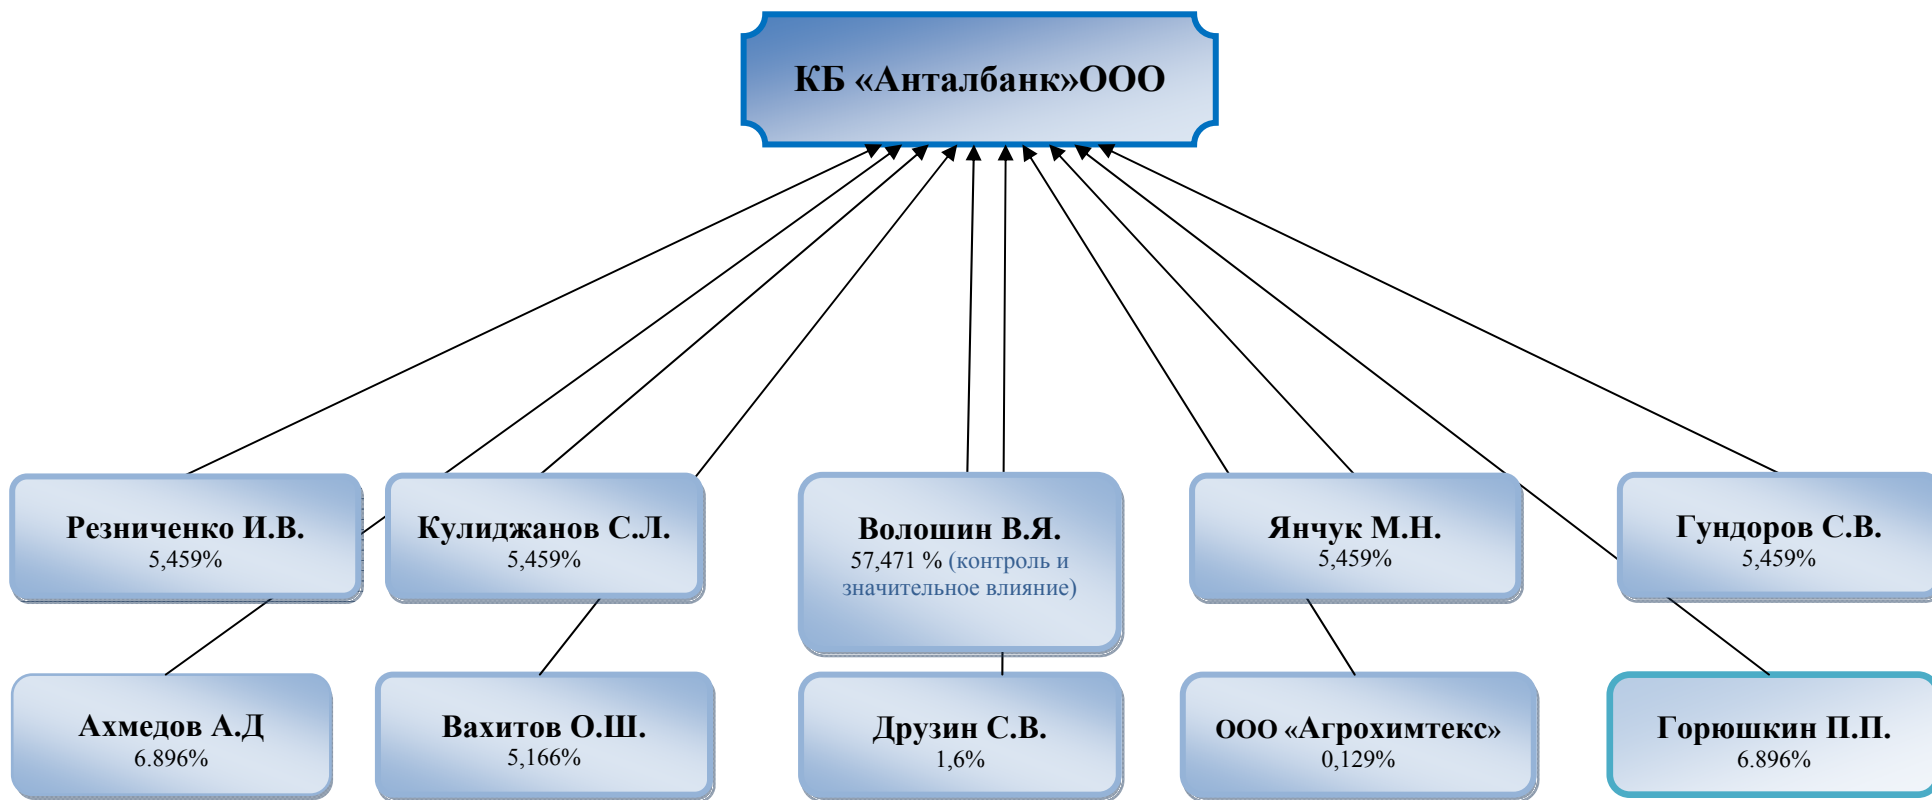 КБ «Анталбанк»ООО
Резниченко И.В.
5,459%
Кулиджанов С.Л.
5,459%
Волошин В.Я.
57,471 % (контроль и
значительное влияние)
Янчук М.Н.
5,459%
Гундоров С.В.
5,459%
Ахмедов А.Д
6.896%
Вахитов О.Ш.
5,166%
Друзин С.В.
1,6%
ООО «Агрохимтекс»
0,129%
Горюшкин П.П.
6.896%